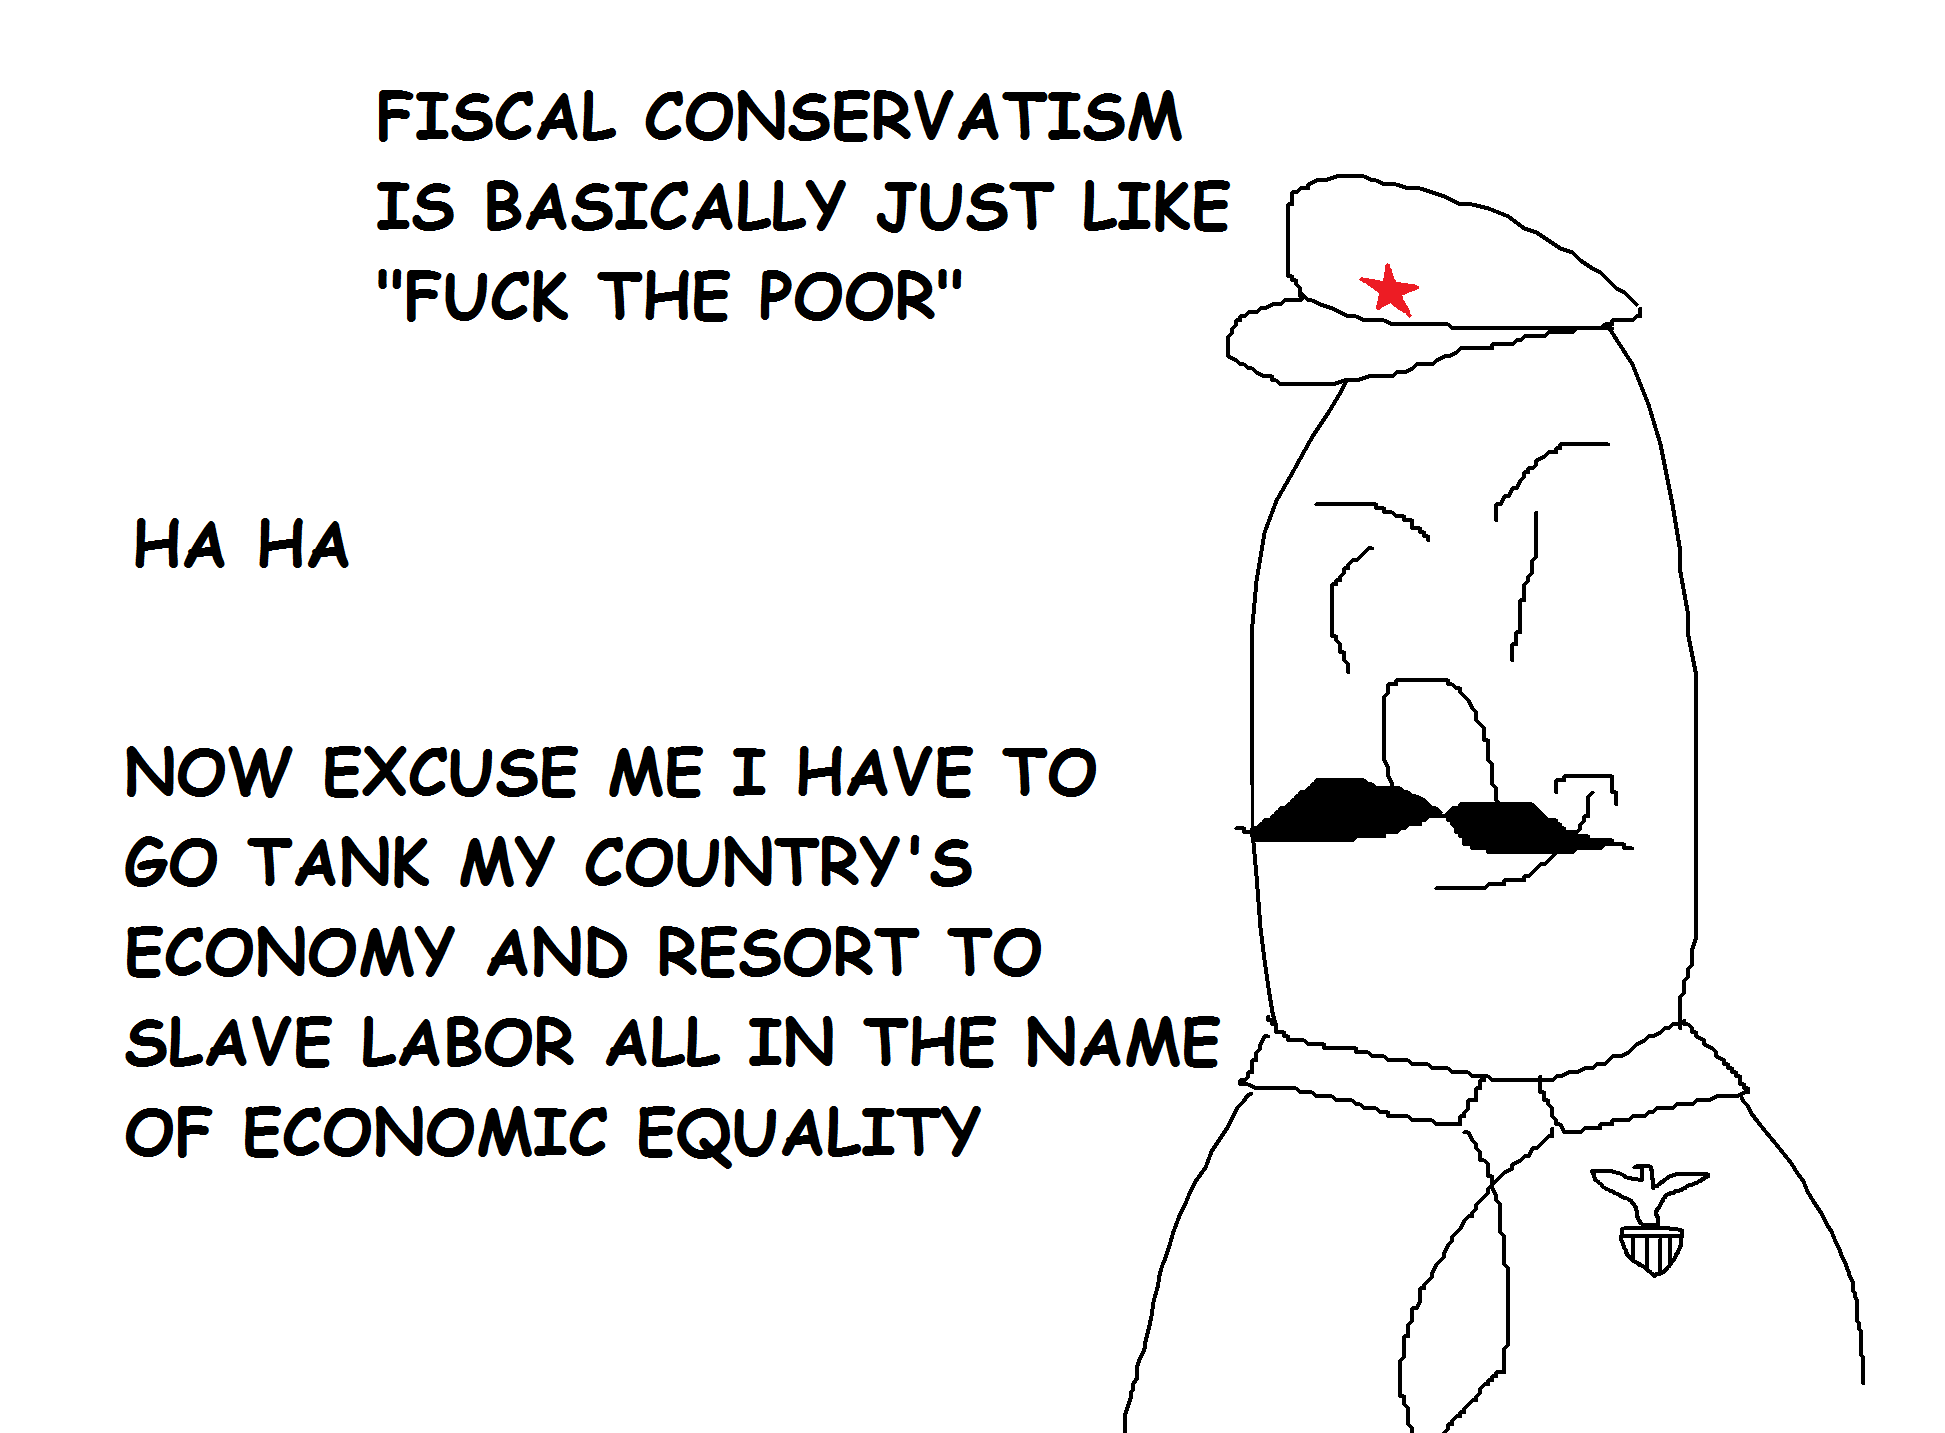 FISCAL CONSERVATISM
IS BASICALLY JUST LIKE
"FUCK THE POOR"
HA HA
NOW EXCUSE ME I HAVE TO
GO TANK MY COUNTRY'S
ECONOMY AND RESORT TO
SLAVE LABOR ALL IN THE NAME
OF ECONOMIC EQUALITY